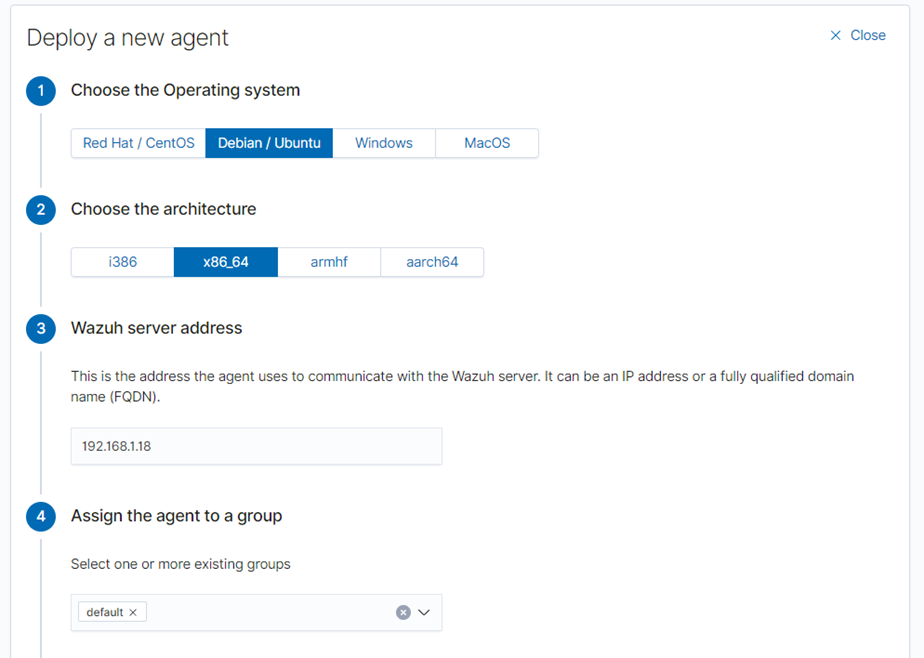 Deploy a new agent
Close
1 Choose the Operating system
Red Hat / CentOS Debian / Ubuntu Windows MacOS
2 Choose the architecture
i386 x86_64 armhf aarch64
3 Wazuh server address
This is the address the agent uses to communicate with the Wazuh server. It can be an IP address or a fully qualified domain
name (FQDN).
192.168.1.18
4 Assign the agent to a group
Select one or more existing groups
default